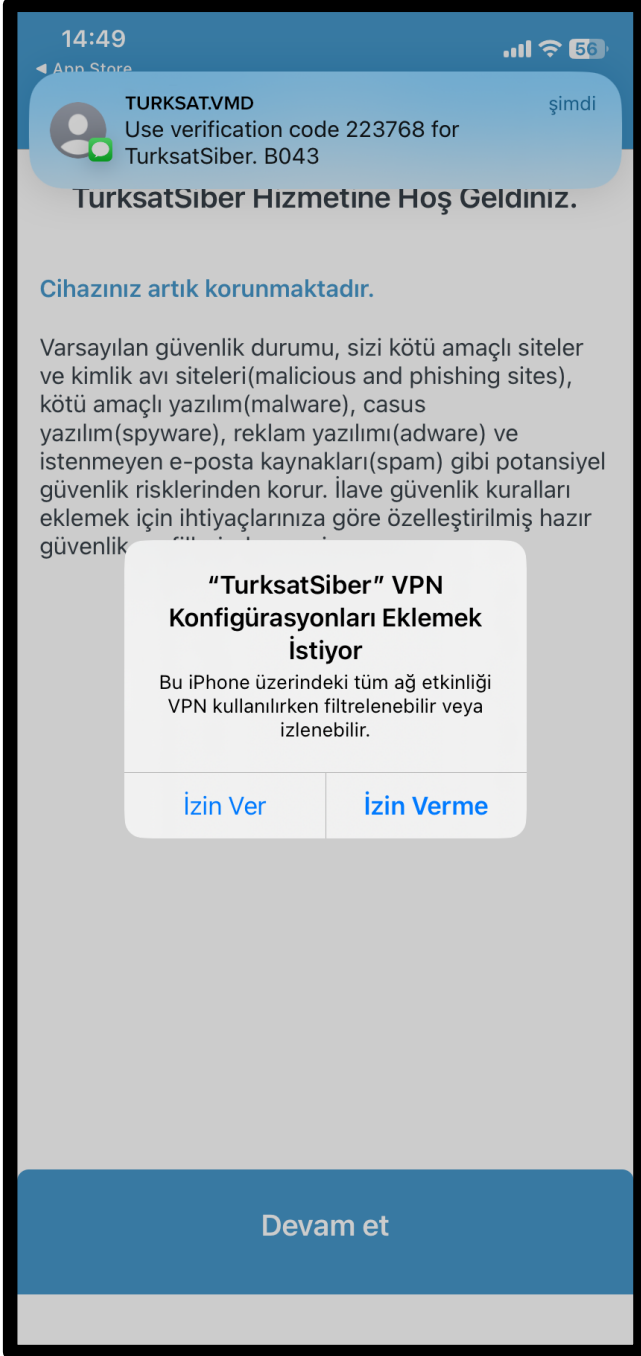 14:49
56
◀ App Store
TURKSAT.VMD
şimdi
Use verification code 223768 for
TurksatSiber. B043
TurksatSiber Hizmetine Hoş Geldiniz.
Cihazınız artık korunmaktadır.
Varsayılan güvenlik durumu, sizi kötü amaçlı siteler
ve kimlik avı siteleri(malicious and phishing sites),
kötü amaçlı yazılım(malware), casus
yazılım(spyware), reklam yazılımı(adware) ve
istenmeyen e-posta kaynakları(spam) gibi potansiyel
güvenlik risklerinden korur. İlave güvenlik kuralları
eklemek için ihtiyaçlarınıza göre özelleştirilmiş hazır
güvenlik
“TurksatSiber” VPN
Konfigürasyonları Eklemek
İstiyor
Bu iPhone üzerindeki tüm ağ etkinliği
VPN kullanılırken filtrelenebilir veya
izlenebilir.
İzin Ver
İzin Verme
Devam et